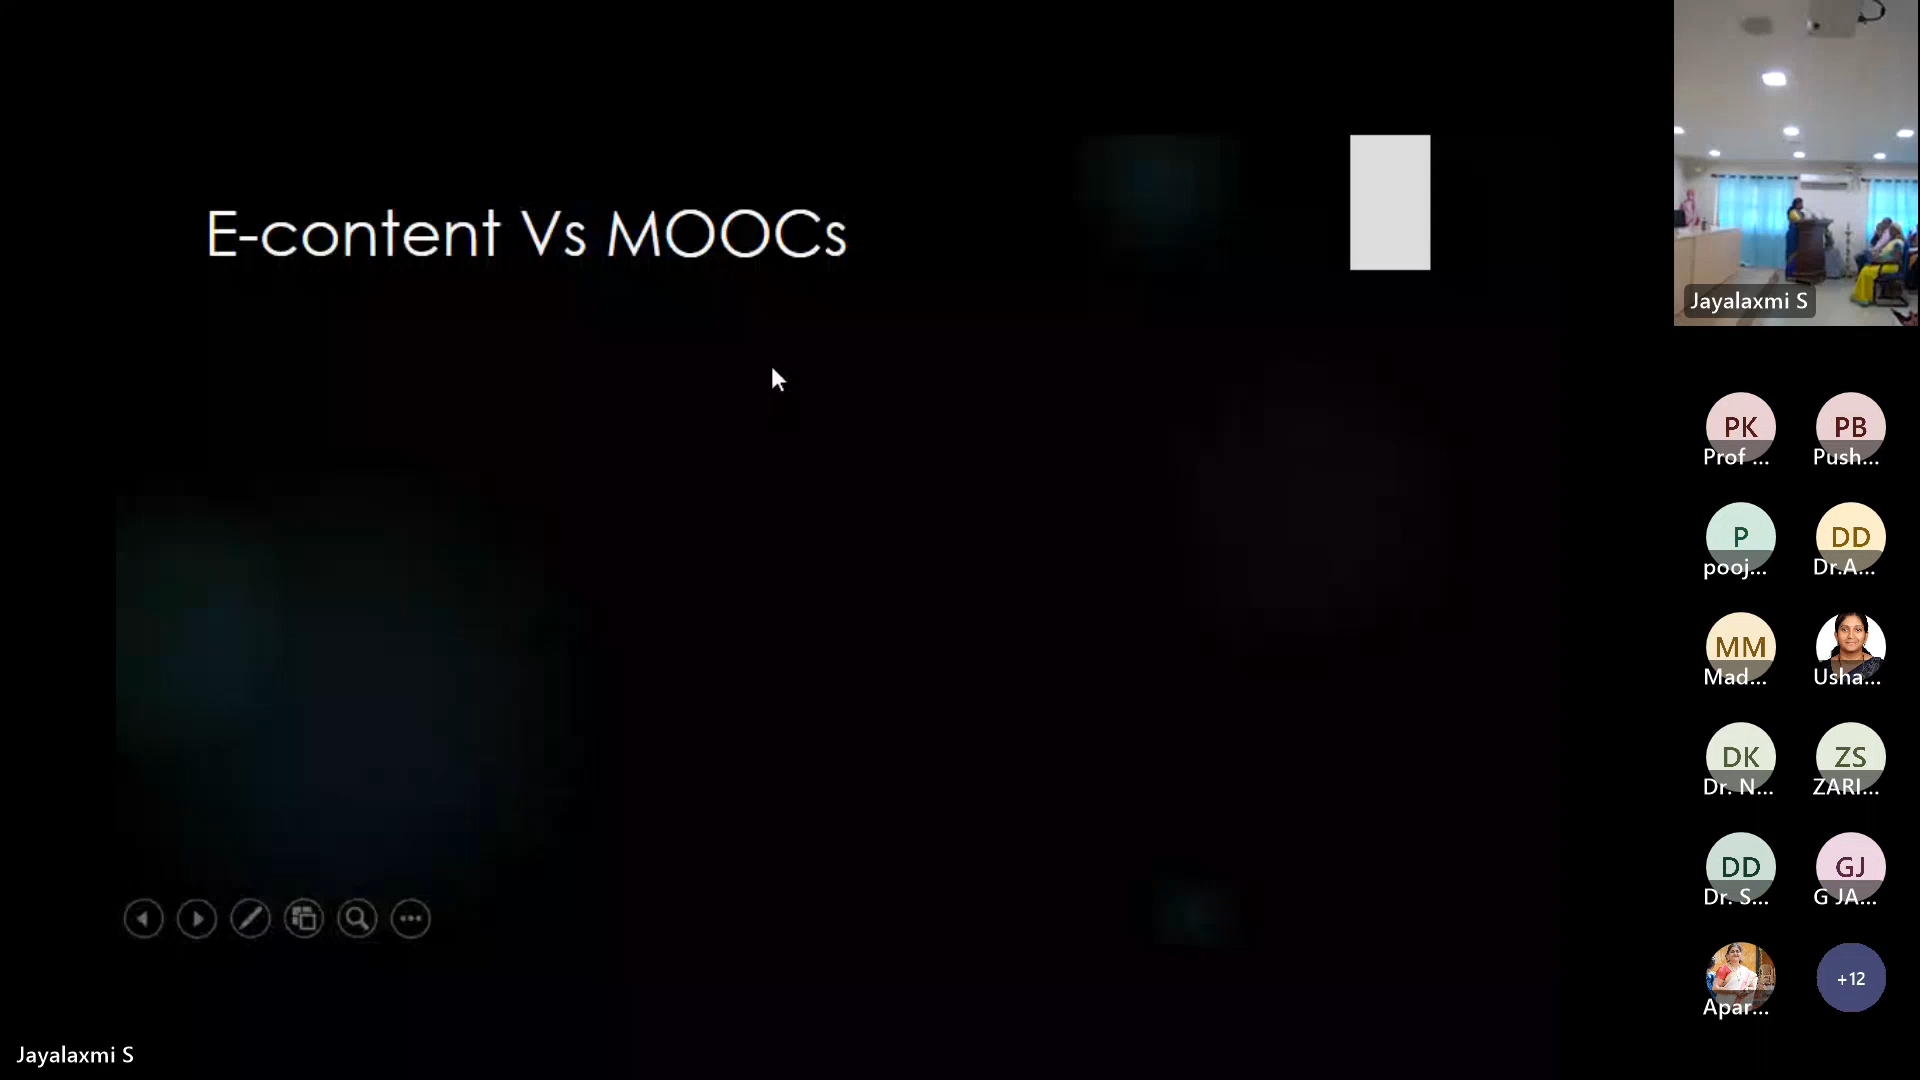 E-content Vs MOOCs
Jayalaxmi S
PK
Prof ...
PB
Push...
P
pooj...
DD
Dr.A...
MM
Mad...
Usha...
DK
Dr. N...
ZS
ZARI...
DD
Dr. S...
GJ
G JA...
Apar...
+12
Jayalaxmi S